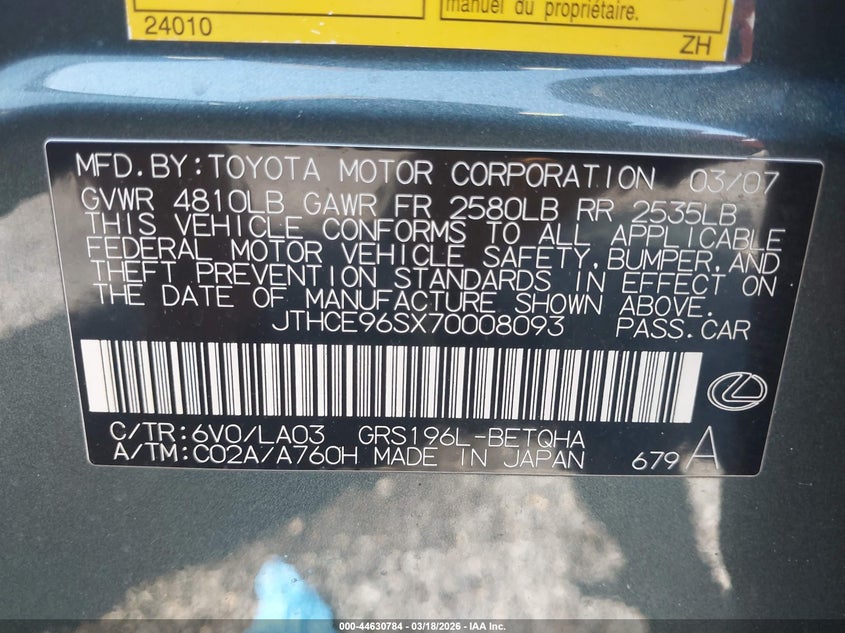 manuel du propriétaire.
24010
ZH
MFD.BY:TOYOTA MOTOR CORPORATION 03/07
GVWR 4810LB GAWR FR 2580LB RR 2535LB
THIS VEHICLE CONFORMS TO ALL APPLICABLE
FEDERAL MOTOR VEHICLE SAFETY,BUMPER,AND
THEFT PREVENTION STANDARDS IN EFFECT ON
THE DATE OF MANUFACTURE SHOWN ABOVE.
JTHCE96SX70008093 PASS.CAR
C/TR:6V0/LA03 GRS196L-BETQHA
A/TM:C02A/A760H MADE IN JAPAN 679 A
000-44630784 - 03/18/2026 - IAA Inc.